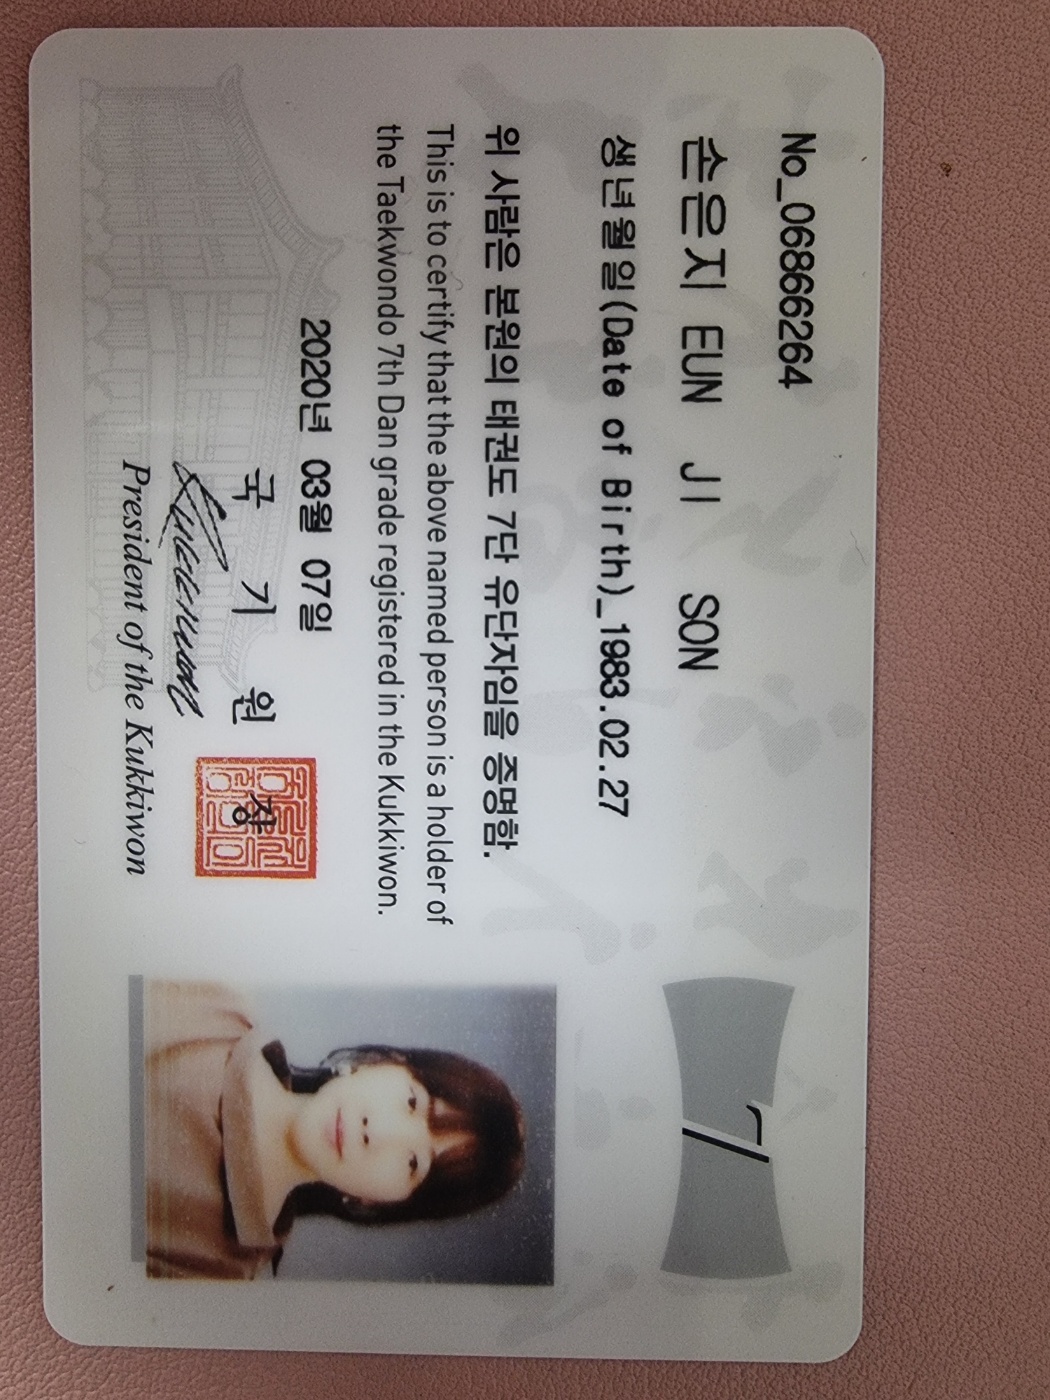 No_06866264
손은지 EUN JI SON
생년월일(Date of Birth)_1983.02.27
위 사람은 본원의 태권도 7단 유단자임을 증명함.
This is to certify that the above named person is a holder of
the Taekwondo 7th Dan grade registered in the Kukkiwon.
2020년 03월 07일
국 기 원 장
President of the Kukkiwon
7